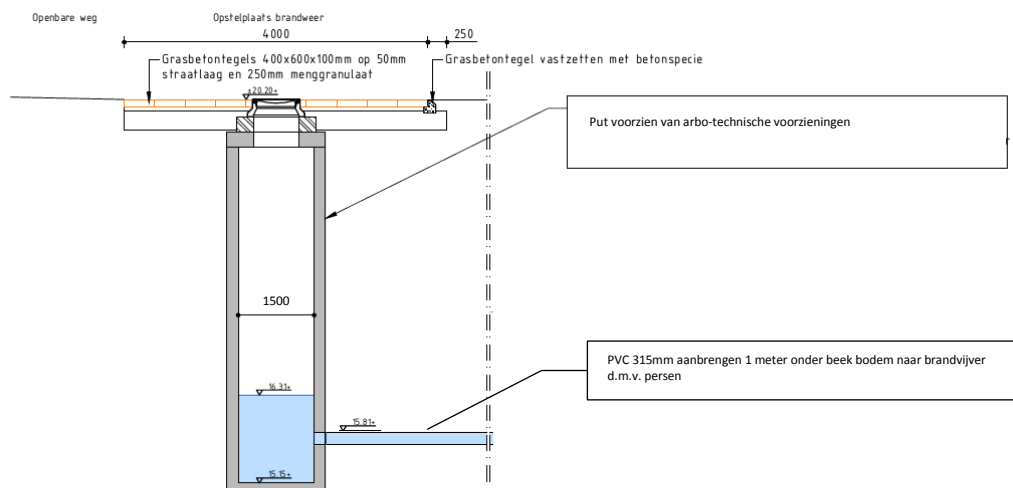 Openbare weg
Opstelplaats brandweer
4000
250
Grasbetontegels 400x600x100mm op 50mm
straatlaag en 250mm menggranulaat
Grasbetontegel vastzetten met betonspecie
+20.20+
Put voorzien van arbo-technische voorzieningen
1500
PVC 315mm aanbrengen 1 meter onder beek bodem naar brandvijver
d.m.v. persen
16.31+
15.81+
15.15+